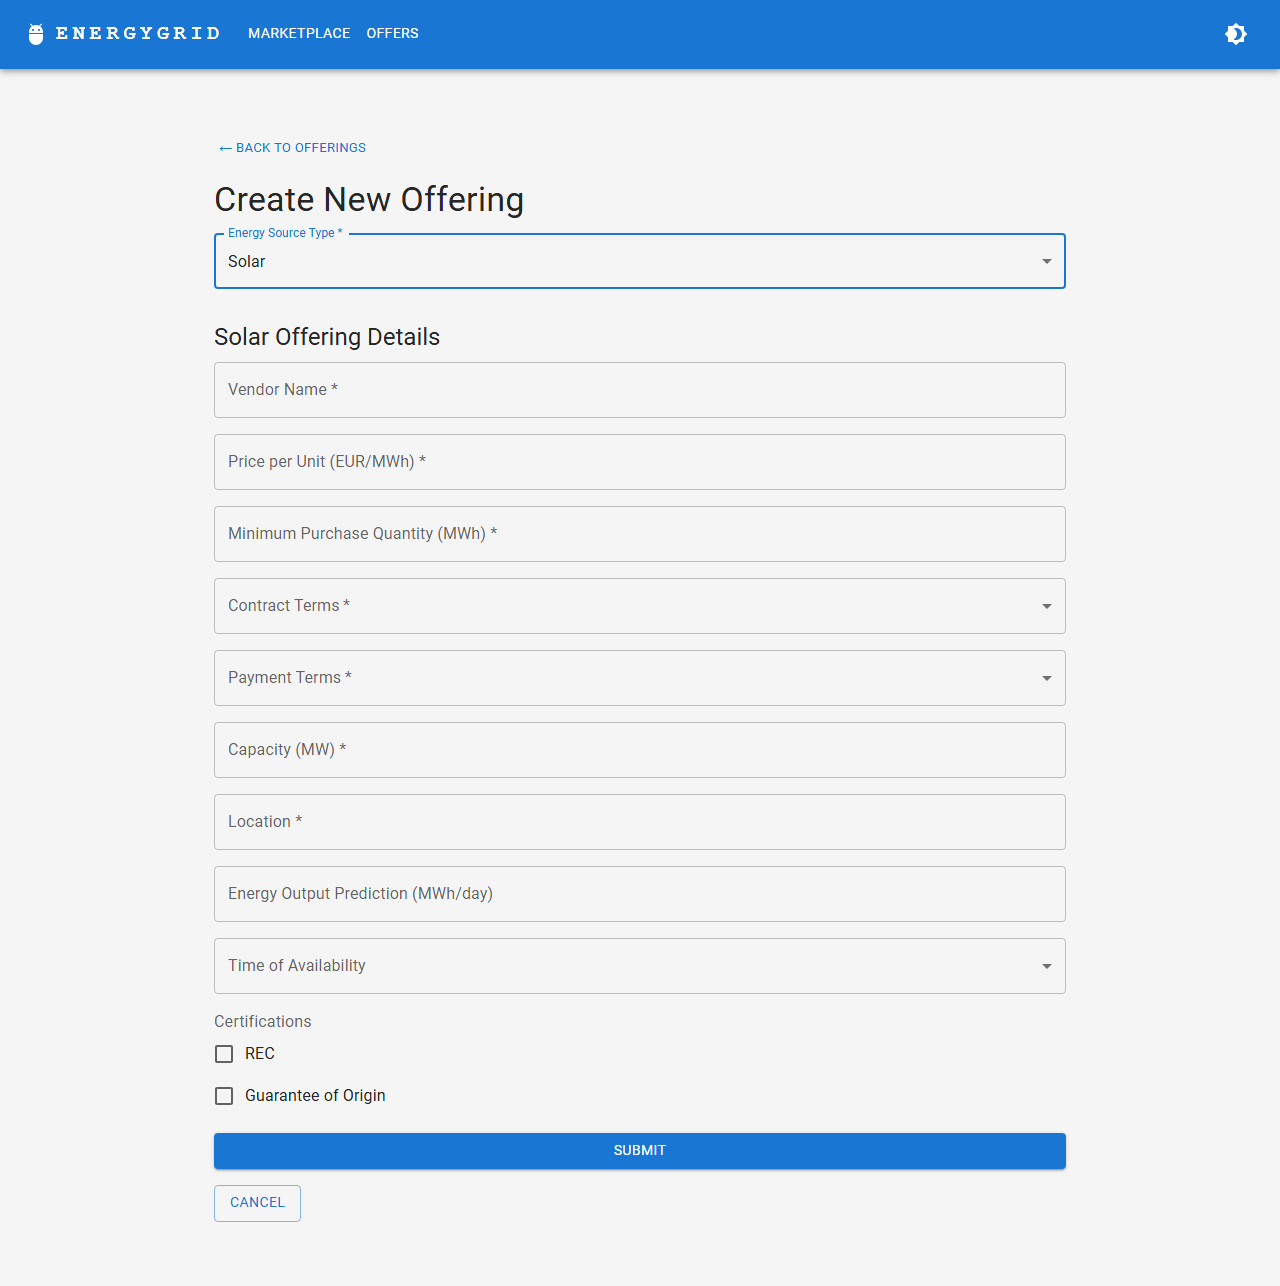 ENERGYGRID MARKETPLACE OFFERS
← BACK TO OFFERINGS
Create New Offering
Energy Source Type *
Solar
Solar Offering Details
Vendor Name *
Price per Unit (EUR/MWh) *
Minimum Purchase Quantity (MWh) *
Contract Terms *
Payment Terms *
Capacity (MW) *
Location *
Energy Output Prediction (MWh/day)
Time of Availability
Certifications
REC
Guarantee of Origin
SUBMIT
CANCEL